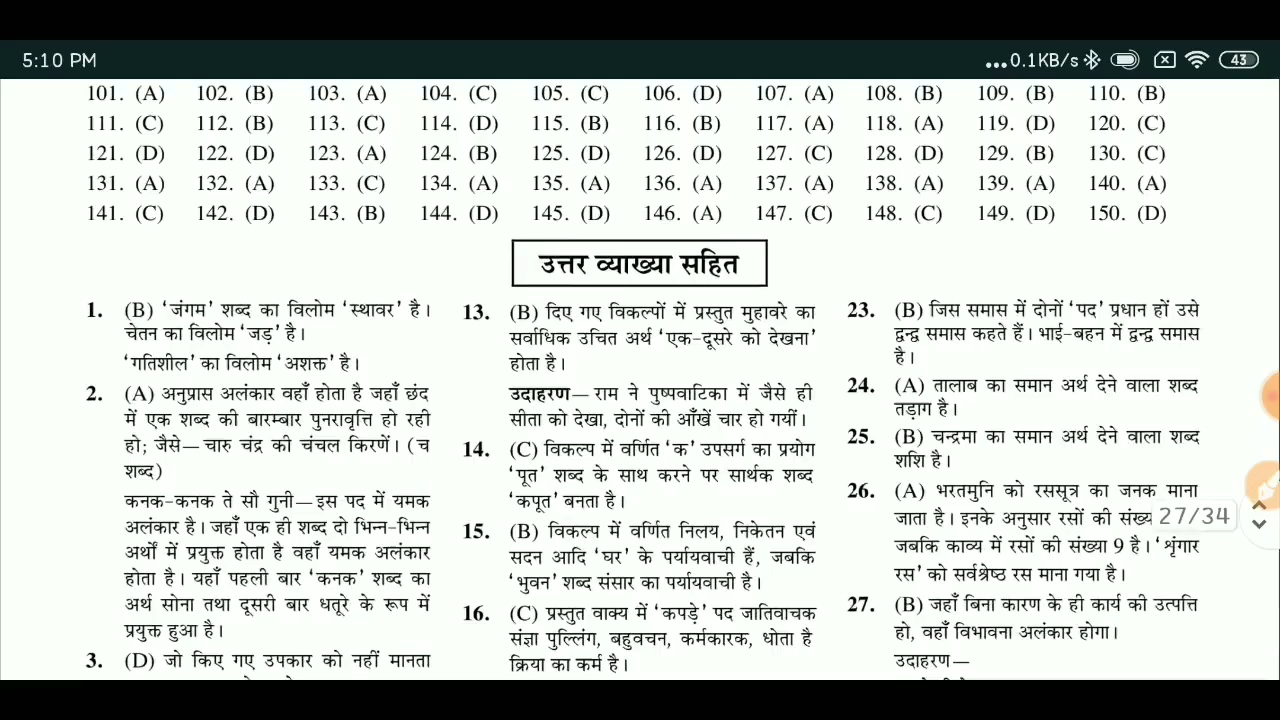 5:10 PM
...0.1KB/s 43
101. (A) 102. (B) 103. (A) 104. (C) 105. (C) 106. (D) 107. (A) 108. (B) 109. (B) 110. (B)
111. (C) 112. (B) 113. (C) 114. (D) 115. (B) 116. (B) 117. (A) 118. (A) 119. (D) 120. (C)
121. (D) 122. (D) 123. (A) 124. (B) 125. (D) 126. (D) 127. (C) 128. (D) 129. (B) 130. (C)
131. (A) 132. (A) 133. (C) 134. (A) 135. (A) 136. (A) 137. (A) 138. (A) 139. (A) 140. (A)
141. (C) 142. (D) 143. (B) 144. (D) 145. (D) 146. (A) 147. (C) 148. (C) 149. (D) 150. (D)
उत्तर व्याख्या सहित
1. (B) ‘जंगम’ शब्द का विलोम ‘स्थावर’ है।
चेतन का विलोम ‘जड़’ है।
‘गतिशील’ का विलोम ‘अशक्त’ है।
2. (A) अनुप्रास अलंकार वहाँ होता है जहाँ छंद
में एक शब्द की बारम्बार पुनरावृत्ति हो रही
हो; जैसे—चारु चंद्र की चंचल किरणें। (च
शब्द)
कनक-कनक ते सौ गुनी—इस पद में यमक
अलंकार है। जहाँ एक ही शब्द दो भिन्न-भिन्न
अर्थों में प्रयुक्त होता है वहाँ यमक अलंकार
होता है। यहाँ पहली बार ‘कनक’ शब्द का
अर्थ सोना तथा दूसरी बार धतूरे के रूप में
प्रयुक्त हुआ है।
3. (D) जो किए गए उपकार को नहीं मानता
13. (B) दिए गए विकल्पों में प्रस्तुत मुहावरे का
सर्वाधिक उचित अर्थ ‘एक-दूसरे को देखना’
होता है।
उदाहरण—राम ने पुष्पवाटिका में जैसे ही
सीता को देखा, दोनों की आँखें चार हो गयीं।
14. (C) विकल्प में वर्णित ‘क’ उपसर्ग का प्रयोग
‘पूत’ शब्द के साथ करने पर सार्थक शब्द
‘कपूत’ बनता है।
15. (B) विकल्प में वर्णित निलय, निकेतन एवं
सदन आदि ‘घर’ के पर्यायवाची हैं, जबकि
‘भुवन’ शब्द संसार का पर्यायवाची है।
16. (C) प्रस्तुत वाक्य में ‘कपड़े’ पद जातिवाचक
संज्ञा पुल्लिंग, बहुवचन, कर्मकारक, धोता है
क्रिया का कर्म है।
23. (B) जिस समास में दोनों ‘पद’ प्रधान हों उसे
द्वन्द्व समास कहते हैं। भाई-बहन में द्वन्द्व समास
है।
24. (A) तालाब का समान अर्थ देने वाला शब्द
तड़ाग है।
25. (B) चन्द्रमा का समान अर्थ देने वाला शब्द
शशि है।
26. (A) भरतमुनि को रससूत्र का जनक माना
जाता है। इनके अनुसार रसों की
27/34
जबकि काव्य में रसों की संख्या 9 है। ‘शृंगार
रस’ को सर्वश्रेष्ठ रस माना गया है।
27. (B) जहाँ बिना कारण के ही कार्य की उत्पत्ति
हो, वहाँ विभावना अलंकार होगा।
उदाहरण—